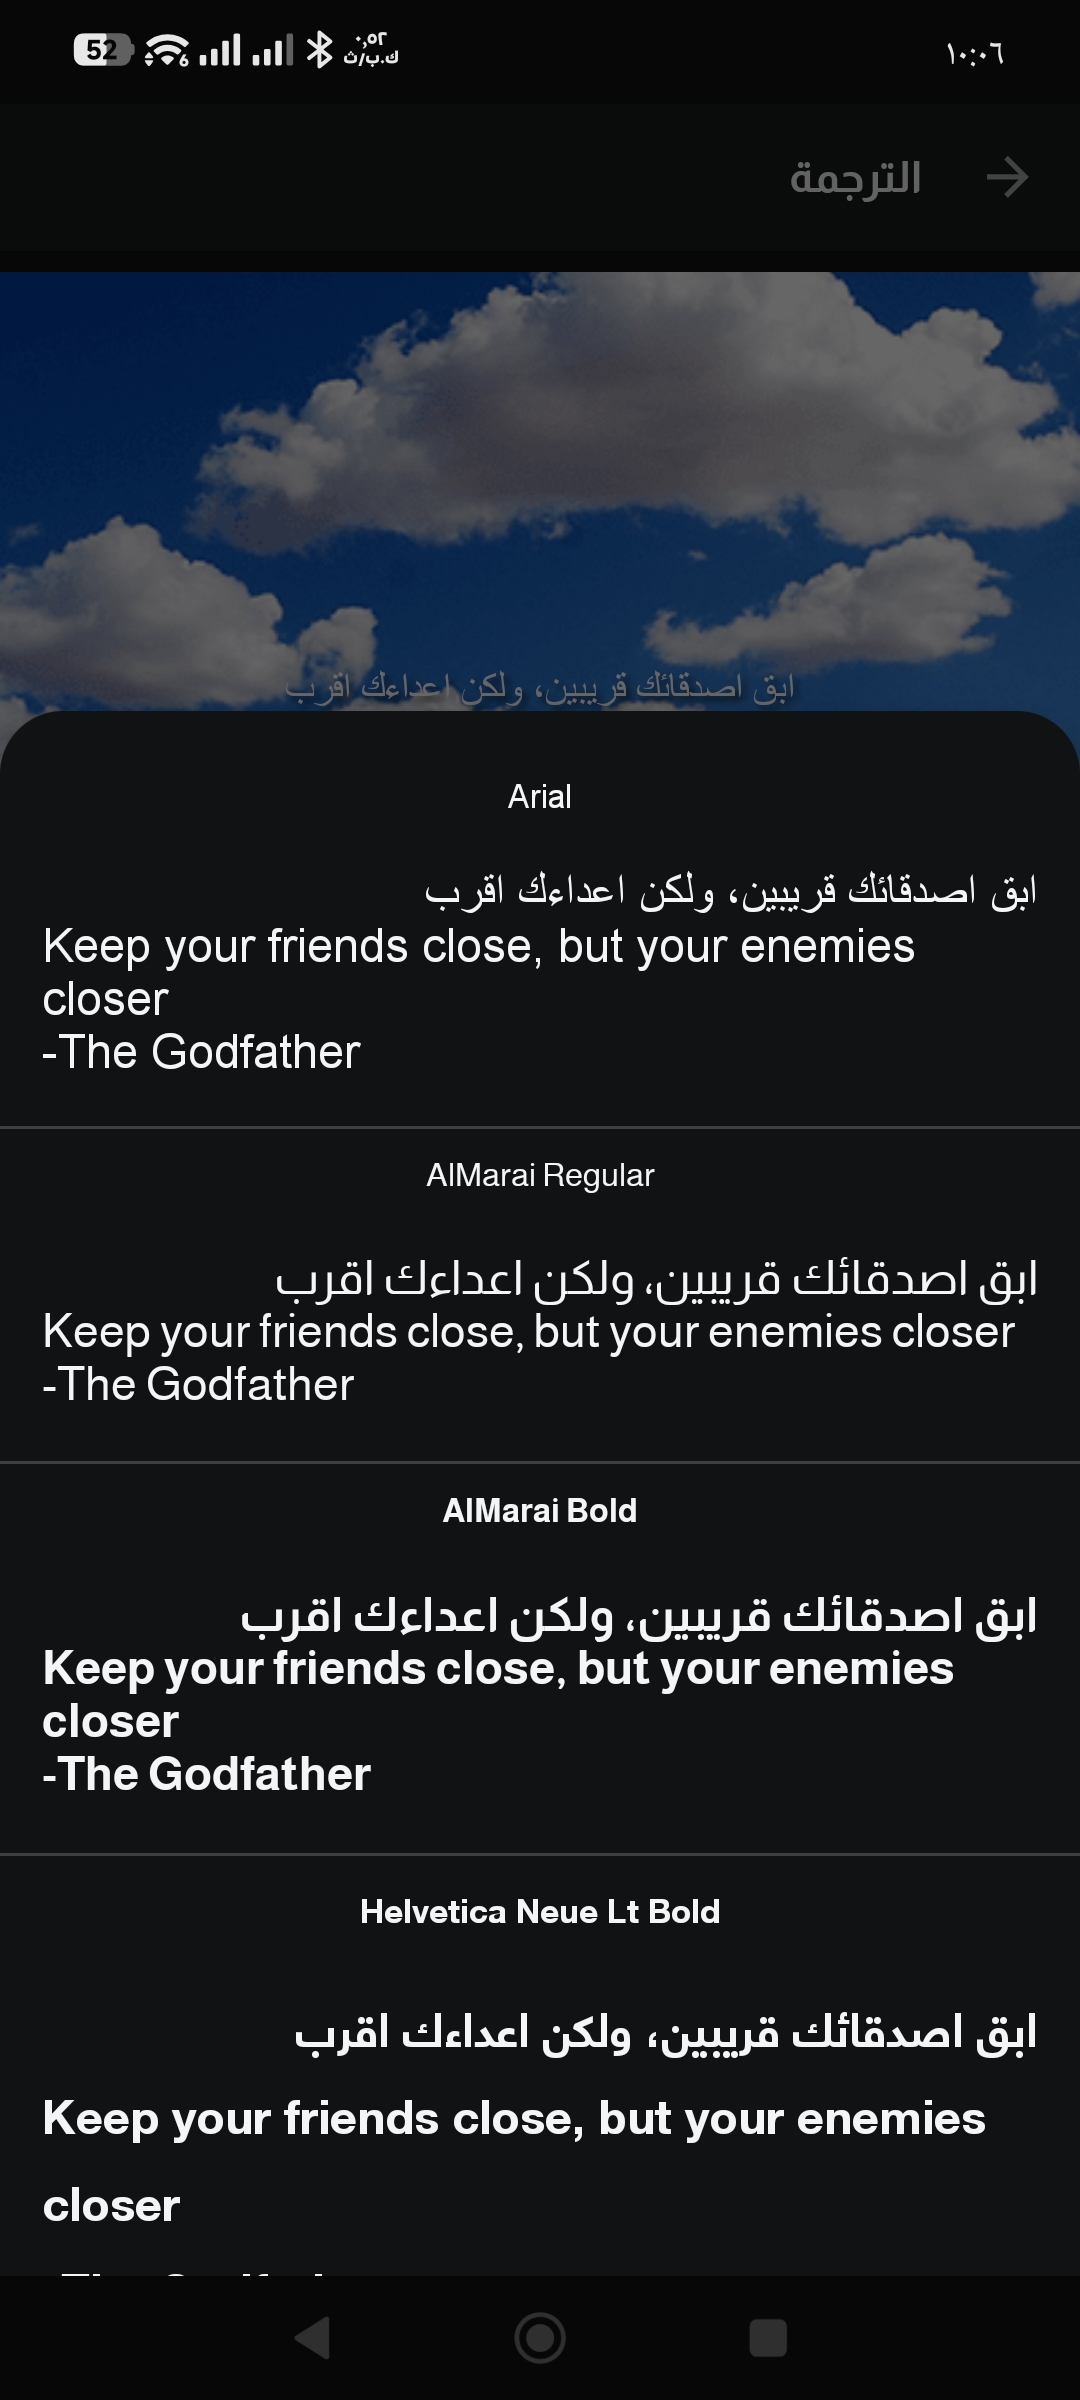 52
6
٠,٥٢
ك.ب/ث
١٠:٠٦
الترجمة
ابق اصدقائك قريبين، ولكن اعداءك اقرب
Arial
ابق اصدقائك قريبين، ولكن اعداءك اقرب
Keep your friends close, but your enemies
closer
-The Godfather
AlMarai Regular
ابق اصدقائك قريبين، ولكن اعداءك اقرب
Keep your friends close, but your enemies closer
-The Godfather
AlMarai Bold
ابق اصدقائك قريبين، ولكن اعداءك اقرب
Keep your friends close, but your enemies
closer
-The Godfather
Helvetica Neue Lt Bold
ابق اصدقائك قريبين، ولكن اعداءك اقرب
Keep your friends close, but your enemies
closer